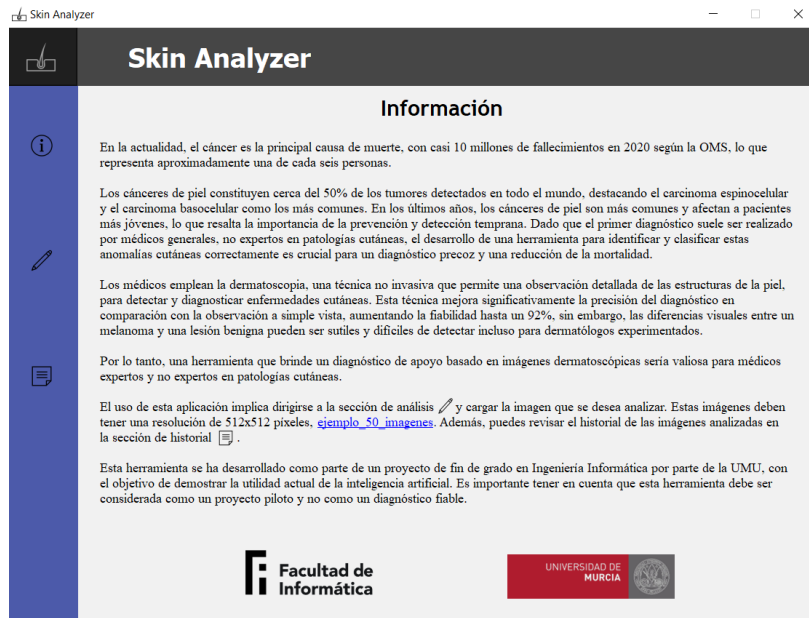 Skin Analyzer
Skin Analyzer
Información
En la actualidad, el cáncer es la principal causa de muerte, con casi 10 millones de fallecimientos en 2020 según la OMS, lo que
representa aproximadamente una de cada seis personas.
Los cánceres de piel constituyen cerca del 50% de los tumores detectados en todo el mundo, destacando el carcinoma espinocelular
y el carcinoma basocelular como los más comunes. En los últimos años, los cánceres de piel son más comunes y afectan a pacientes
más jóvenes, lo que resalta la importancia de la prevención y detección temprana. Dado que el primer diagnóstico suele ser realizado
por médicos generales, no expertos en patologías cutáneas, el desarrollo de una herramienta para identificar y clasificar estas
anomalías cutáneas correctamente es crucial para un diagnóstico precoz y una reducción de la mortalidad.
Los médicos emplean la dermatoscopia, una técnica no invasiva que permite una observación detallada de las estructuras de la piel,
para detectar y diagnosticar enfermedades cutáneas. Esta técnica mejora significativamente la precisión del diagnóstico en
comparación con la observación a simple vista, aumentando la fiabilidad hasta un 92%, sin embargo, las diferencias visuales entre un
melanoma y una lesión benigna pueden ser sutiles y difíciles de detectar incluso para dermatólogos experimentados.
Por lo tanto, una herramienta que brinde un diagnóstico de apoyo basado en imágenes dermatoscópicas sería valiosa para médicos
expertos y no expertos en patologías cutáneas.
El uso de esta aplicación implica dirigirse a la sección de análisis y cargar la imagen que se desea analizar. Estas imágenes deben
tener una resolución de 512x512 píxeles, ejemplo_50_imagenes. Además, puedes revisar el historial de las imágenes analizadas en
la sección de historial .
Esta herramienta se ha desarrollado como parte de un proyecto de fin de grado en Ingeniería Informática por parte de la UMU, con
el objetivo de demostrar la utilidad actual de la inteligencia artificial. Es importante tener en cuenta que esta herramienta debe ser
considerada como un proyecto piloto y no como un diagnóstico fiable.
Facultad de
Informática
UNIVERSIDAD DE
MURCIA